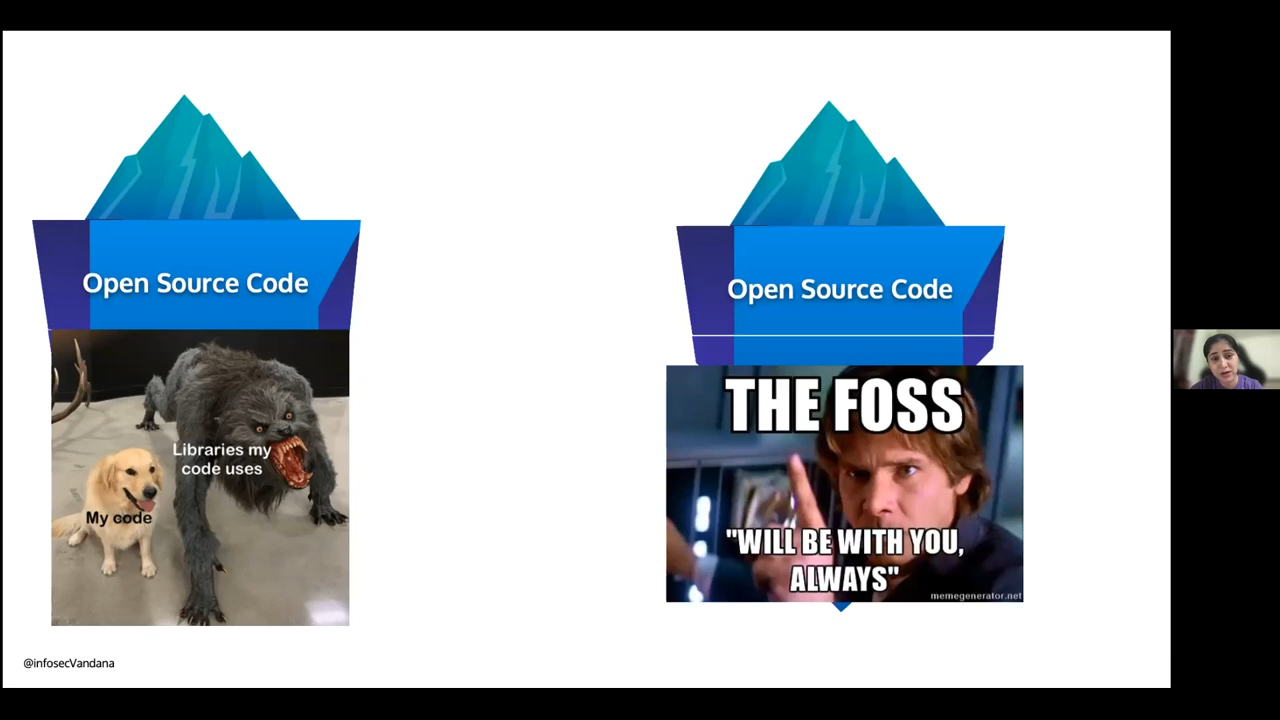 Open Source Code
Libraries my
code uses
My code
Open Source Code
THE FOSS
"WILL BE WITH YOU,
ALWAYS"
memegenerator.net
@infosecVandana